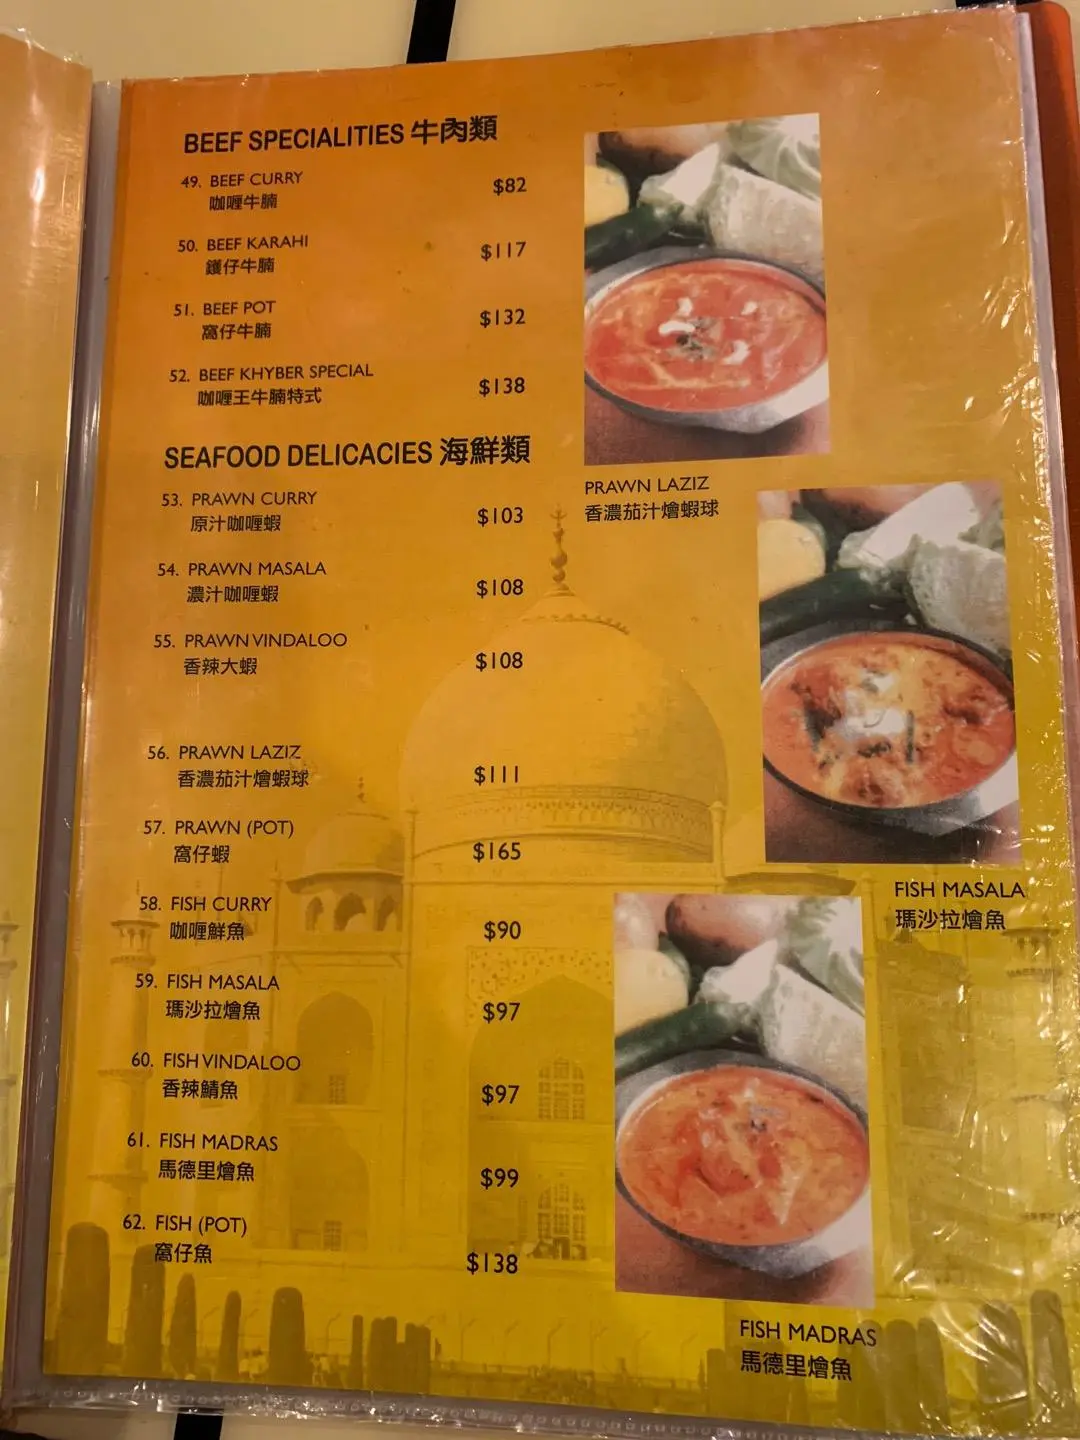 BEEF SPECIALITIES 牛肉類
49. BEEF CURRY
咖喱牛腩
$82
50. BEEF KARAHI
鑊仔牛腩
$117
51. BEEF POT
窩仔牛腩
$132
52. BEEF KHYBER SPECIAL
咖喱王牛腩特式
$138
SEAFOOD DELICACIES 海鮮類
53. PRAWN CURRY
原汁咖喱蝦
$103
54. PRAWN MASALA
濃汁咖喱蝦
$108
55. PRAWN VINDALOO
香辣大蝦
$108
56. PRAWN LAZIZ
香濃茄汁燴蝦球
$111
57. PRAWN (POT)
窩仔蝦
$165
58. FISH CURRY
咖喱鮮魚
$90
59. FISH MASALA
瑪沙拉燴魚
$97
60. FISH VINDALOO
香辣鯖魚
$97
61. FISH MADRAS
馬德里燴魚
$99
62. FISH (POT)
窩仔魚
$138
PRAWN LAZIZ
香濃茄汁燴蝦球
FISH MASALA
瑪沙拉燴魚
FISH MADRAS
馬德里燴魚